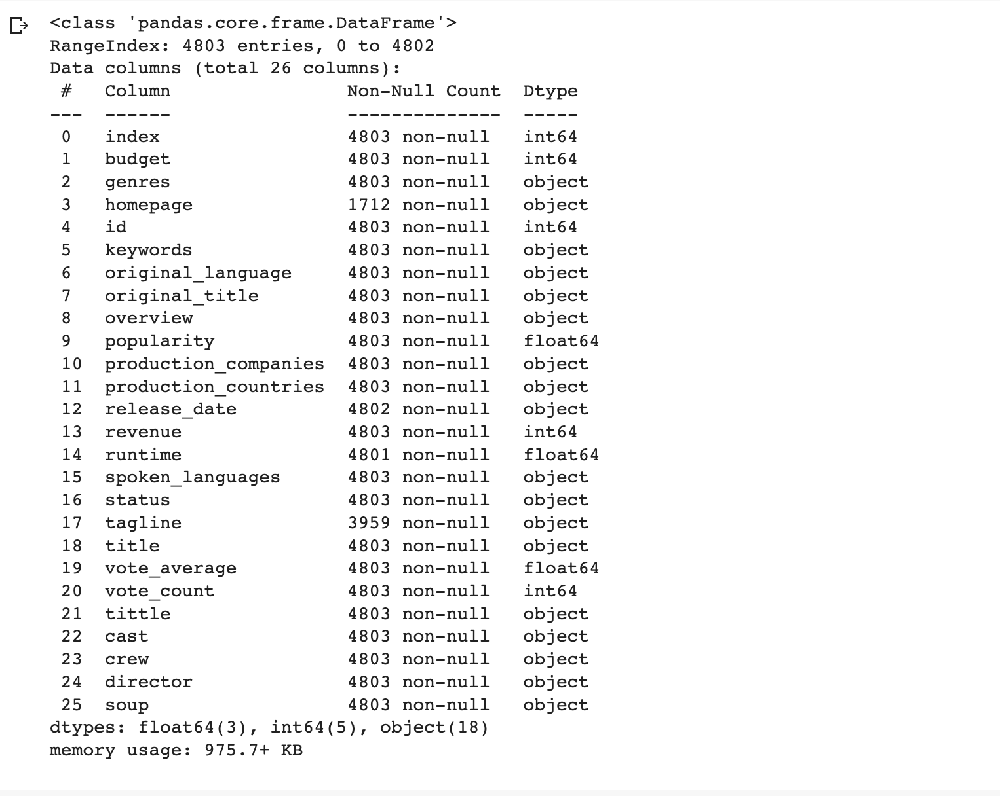 <class 'pandas.core.frame.DataFrame'>
RangeIndex: 4803 entries, 0 to 4802
Data columns (total 26 columns):
 #   Column                Non-Null Count  Dtype
---  ------                --------------  -----
 0   index                 4803 non-null   int64
 1   budget                4803 non-null   int64
 2   genres                4803 non-null   object
 3   homepage              1712 non-null   object
 4   id                    4803 non-null   int64
 5   keywords              4803 non-null   object
 6   original_language     4803 non-null   object
 7   original_title        4803 non-null   object
 8   overview              4803 non-null   object
 9   popularity            4803 non-null   float64
 10  production_companies  4803 non-null   object
 11  production_countries  4803 non-null   object
 12  release_date          4802 non-null   object
 13  revenue               4803 non-null   int64
 14  runtime               4801 non-null   float64
 15  spoken_languages      4803 non-null   object
 16  status                4803 non-null   object
 17  tagline               3959 non-null   object
 18  title                 4803 non-null   object
 19  vote_average          4803 non-null   float64
 20  vote_count            4803 non-null   int64
 21  tittle                4803 non-null   object
 22  cast                  4803 non-null   object
 23  crew                  4803 non-null   object
 24  director              4803 non-null   object
 25  soup                  4803 non-null   object
dtypes: float64(3), int64(5), object(18)
memory usage: 975.7+ KB